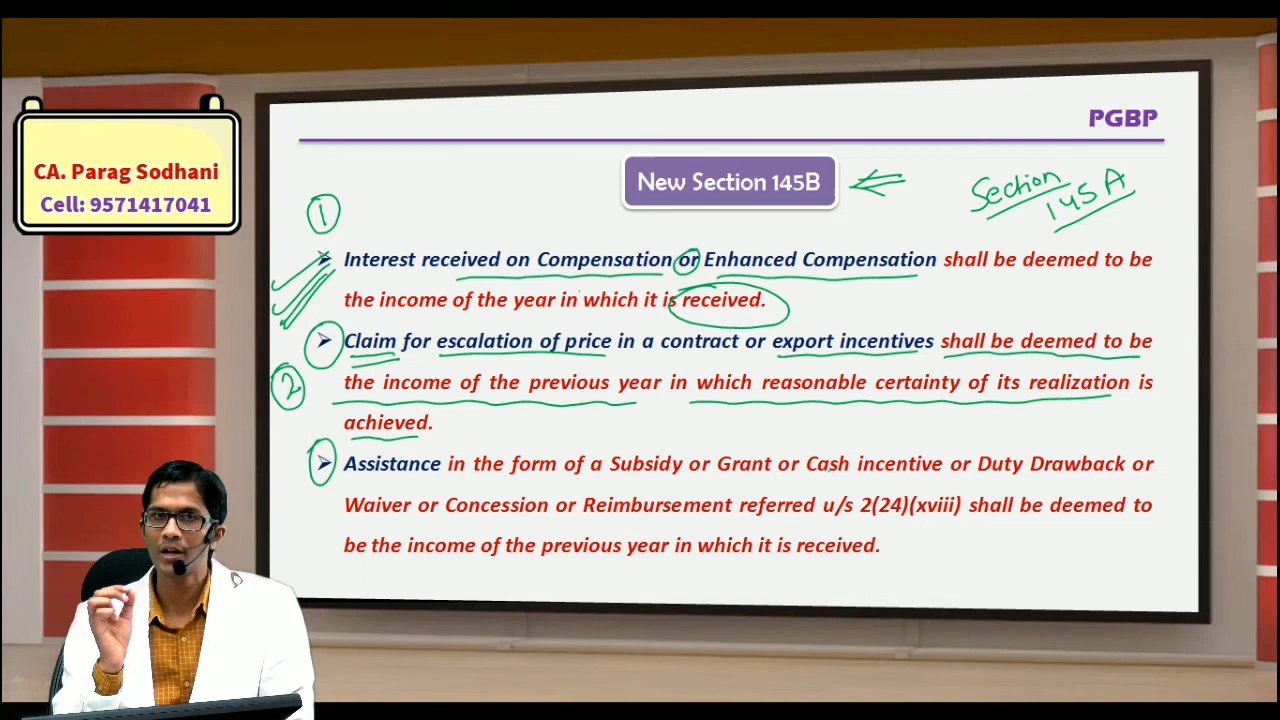 CA. Parag Sodhani
Cell: 9571417041
PGBP
New Section 145B
Section
145 A
1
Interest received on Compensation or Enhanced Compensation shall be deemed to be
the income of the year in which it is received.
Claim for escalation of price in a contract or export incentives shall be deemed to be
2
the income of the previous year in which reasonable certainty of its realization is
achieved.
Assistance in the form of a Subsidy or Grant or Cash incentive or Duty Drawback or
Waiver or Concession or Reimbursement referred u/s 2(24)(xviii) shall be deemed to
be the income of the previous year in which it is received.